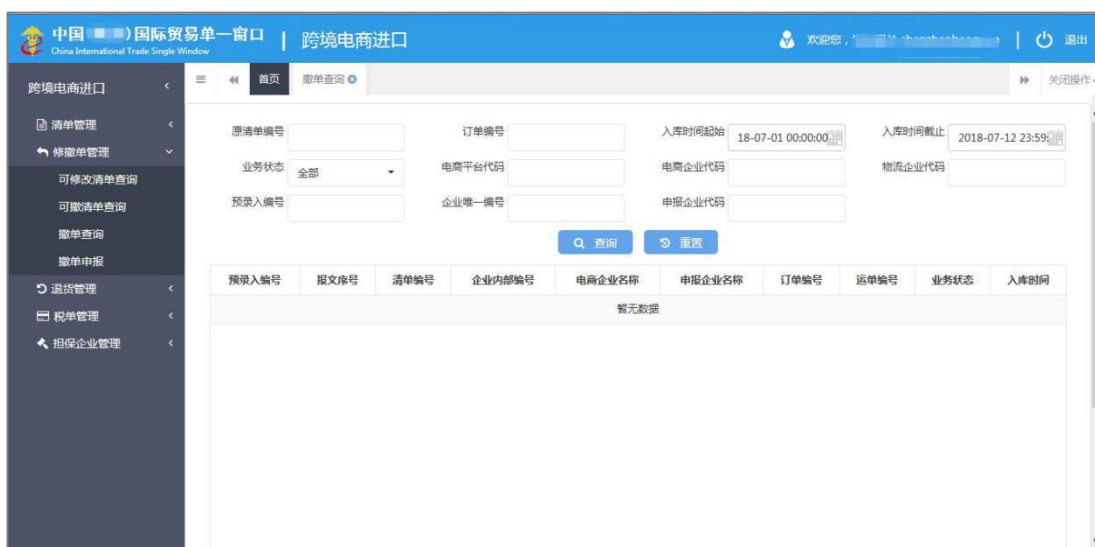 中国 )国际贸易单一窗口 | 跨境电商进口 欢迎您, | 退出
China International Trade Single Window
跨境电商进口 首页 撤单查询 关闭操作
清单管理
修撤单管理
可修改清单查询
可撤清单查询
撤单查询
撤单申报
退货管理
税单管理
担保企业管理
原清单编号 订单编号 入库时间起始 18-07-01 00:00:00 入库时间截止 2018-07-12 23:59:
业务状态 全部 电商平台代码 电商企业代码 物流企业代码
预录入编号 企业唯一编号 申报企业代码
查询 重置
预录入编号 报文序号 清单编号 企业内部编号 电商企业名称 申报企业名称 订单编号 运单编号 业务状态 入库时间
暂无数据